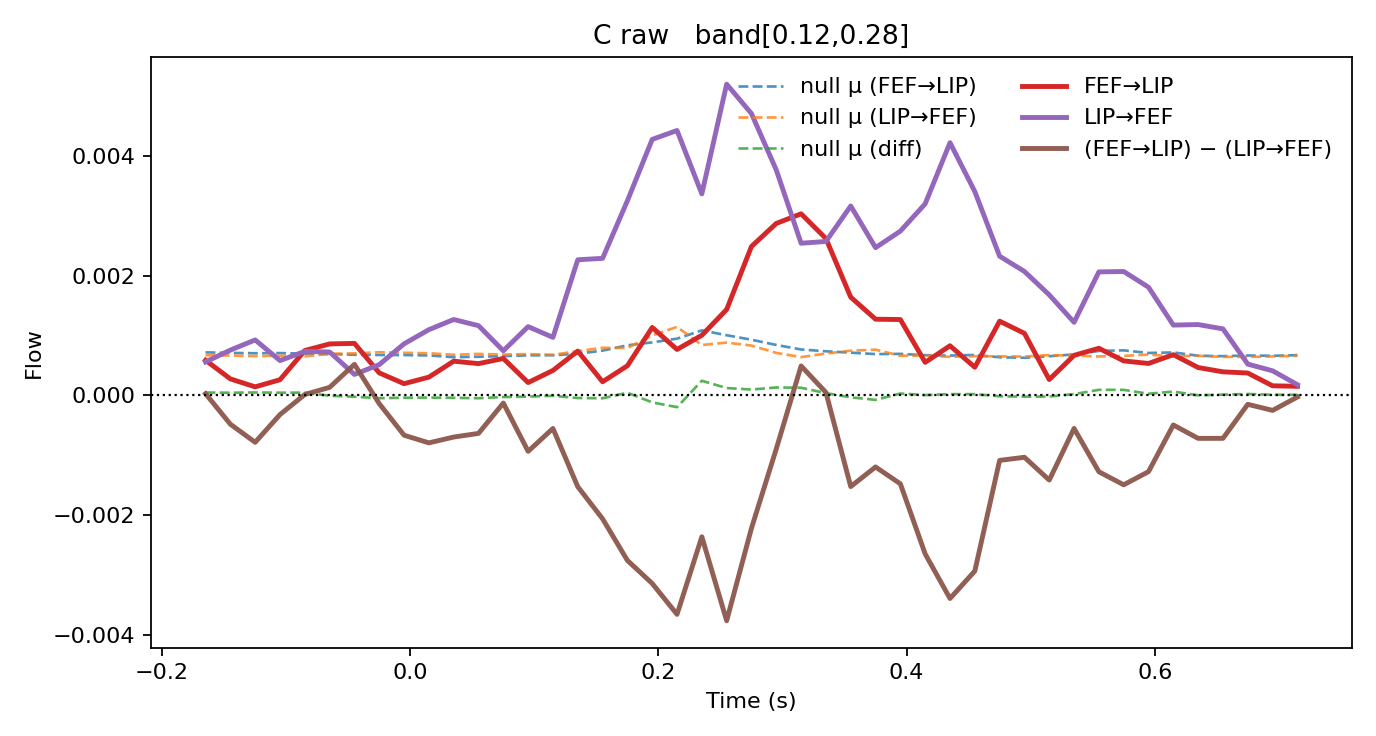 C raw   band[0.12,0.28]
null μ (FEF→LIP)
null μ (LIP→FEF)
null μ (diff)
FEF→LIP
LIP→FEF
(FEF→LIP) − (LIP→FEF)
Flow
0.004
0.002
0.000
−0.002
−0.004
−0.2
0.0
0.2
0.4
0.6
Time (s)